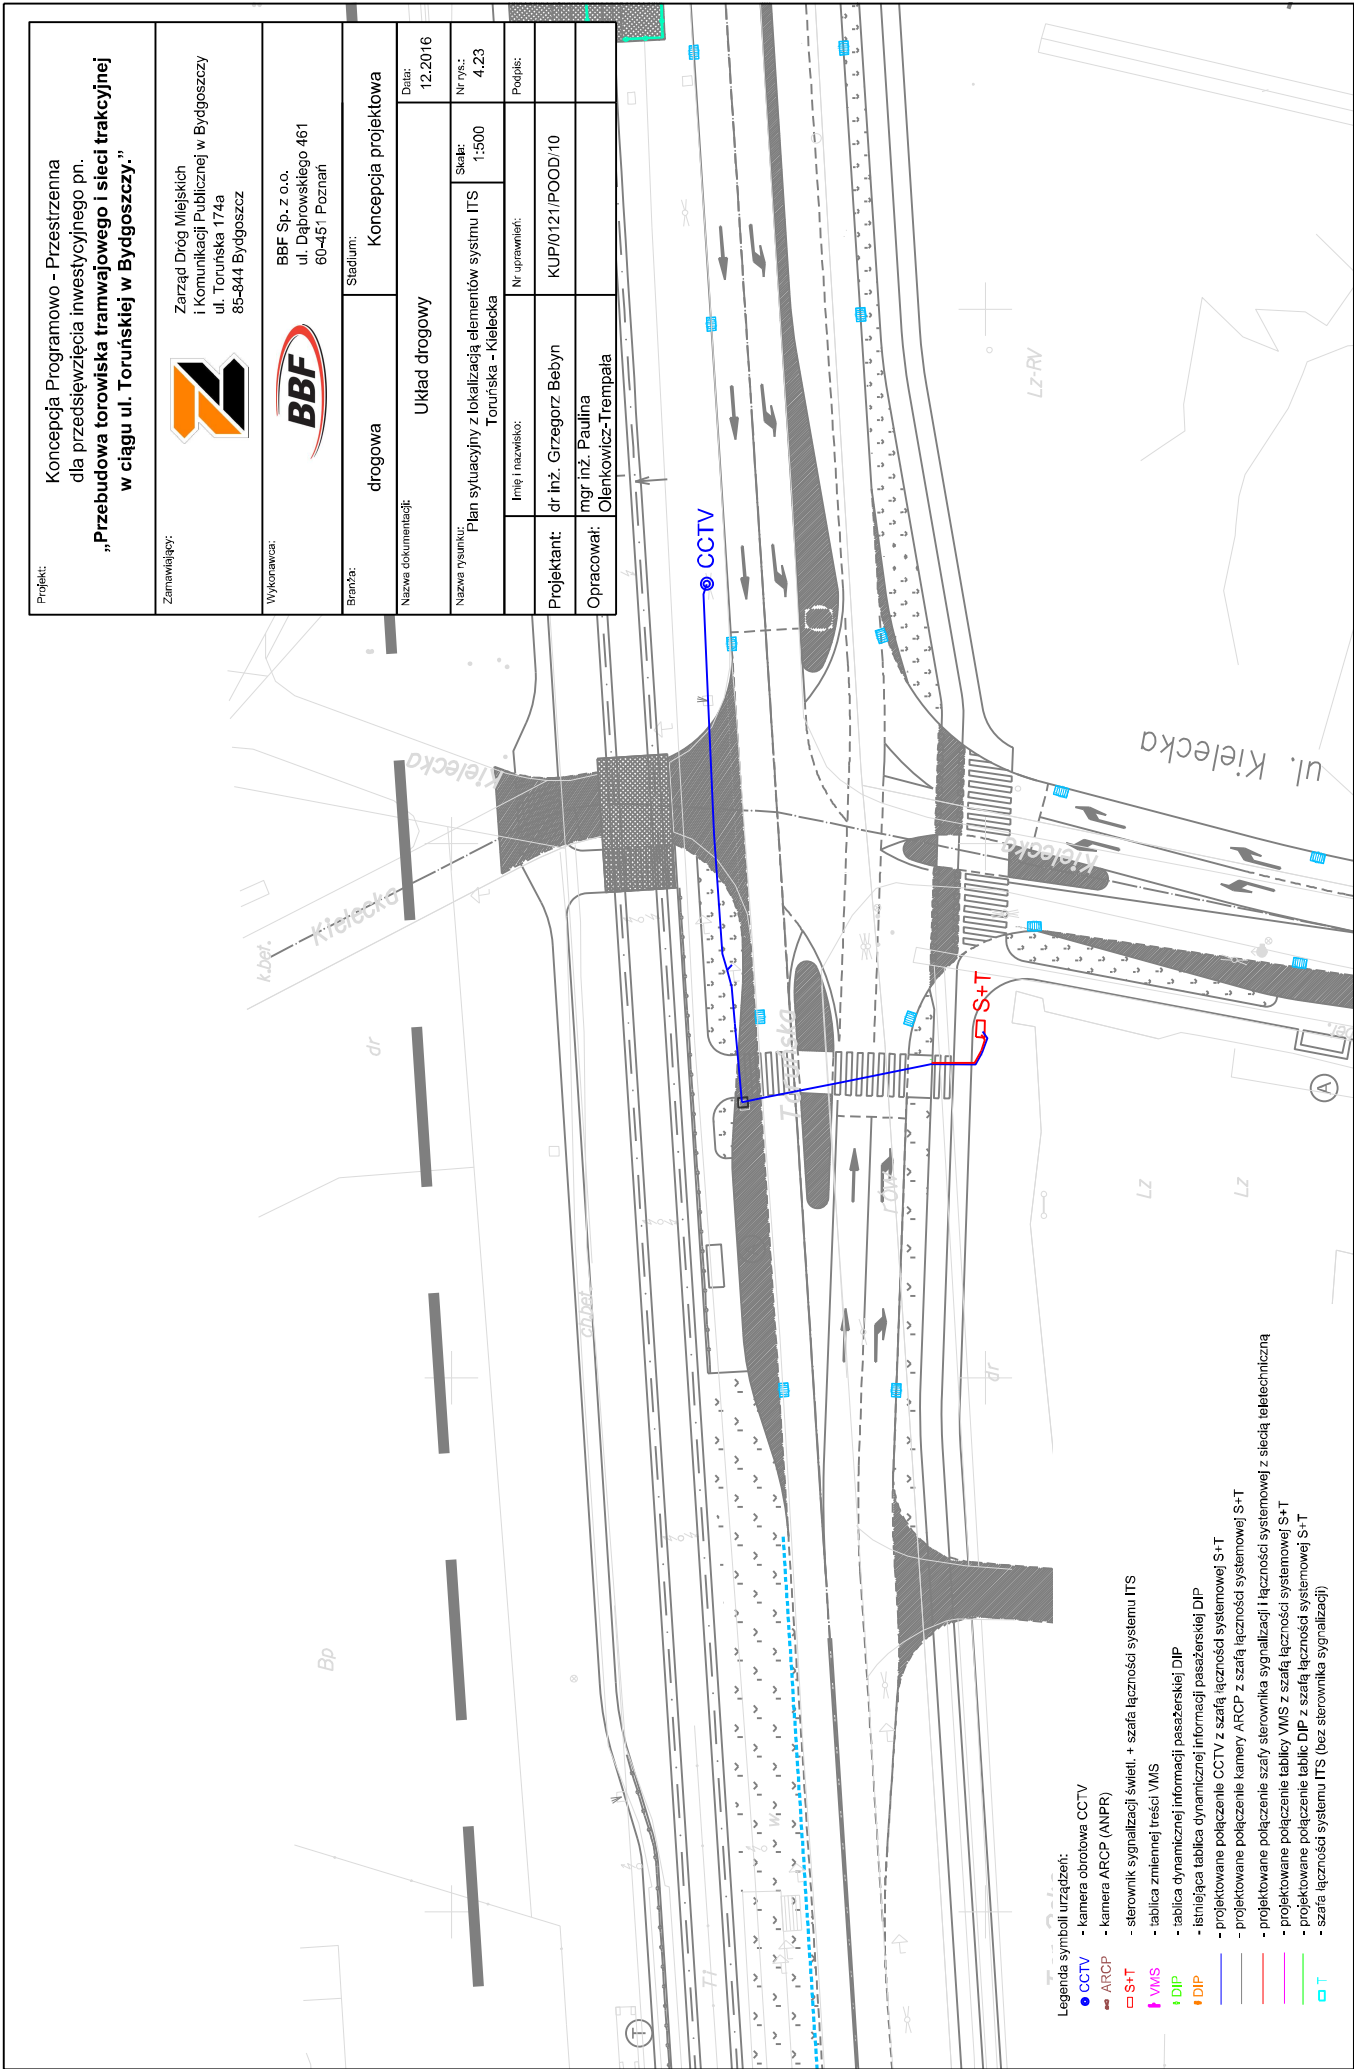 Projekt:
Koncepcja Programowo - Przestrzenna
dla przedsięwzięcia inwestycyjnego pn.
„Przebudowa torowiska tramwajowego i sieci trakcyjnej
w ciągu ul. Toruńskiej w Bydgoszczy.”
Zamawiający:
Zarząd Dróg Miejskich
i Komunikacji Publicznej w Bydgoszczy
ul. Toruńska 174a
85-844 Bydgoszcz
Wykonawca:
BBF
BBF Sp. z o.o.
ul. Dąbrowskiego 461
60-451 Poznań
Branża:
drogowa
Stadium:
Koncepcja projektowa
Nazwa dokumentacji:
Układ drogowy
Data:
12.2016
Nazwa rysunku:
Plan sytuacyjny z lokalizacją elementów systmu ITS
Toruńska - Kielecka
Skala:
1:500
Nr rys.:
4.23
Imię i nazwisko:
Nr uprawnień:
Podpis:
Projektant:
dr inż. Grzegorz Bebyn
KUP/0121/POOD/10
Opracował:
mgr inż. Paulina
Olenkowicz-Trempała
CCTV
S+T
ul. Kielecka
Kielecka
Kielecka
Kielecka
Toruńska
k.bet.
dr
ch.bet.
Bp
Lz-RV
Lz
Lz
dr
rów
w
T1
T
A
Legenda symboli urządzeń:
CCTV - kamera obrotowa CCTV
ARCP - kamera ARCP (ANPR)
S+T - sterownik sygnalizacji świetl. + szafa łączności systemu ITS
VMS - tablica zmiennej treści VMS
DIP - tablica dynamicznej informacji pasażerskiej DIP
DIP - istniejąca tablica dynamicznej informacji pasażerskiej DIP
- projektowane połączenie CCTV z szafą łączności systemowej S+T
- projektowane połączenie kamery ARCP z szafą łączności systemowej S+T
- projektowane połączenie szafy sterownika sygnalizacji i łączności systemowej z siecią teletechniczną
- projektowane połączenie tablicy VMS z szafą łączności systemowej S+T
- projektowane połączenie tablic DIP z szafą łączności systemowej S+T
T - szafa łączności systemu ITS (bez sterownika sygnalizacji)